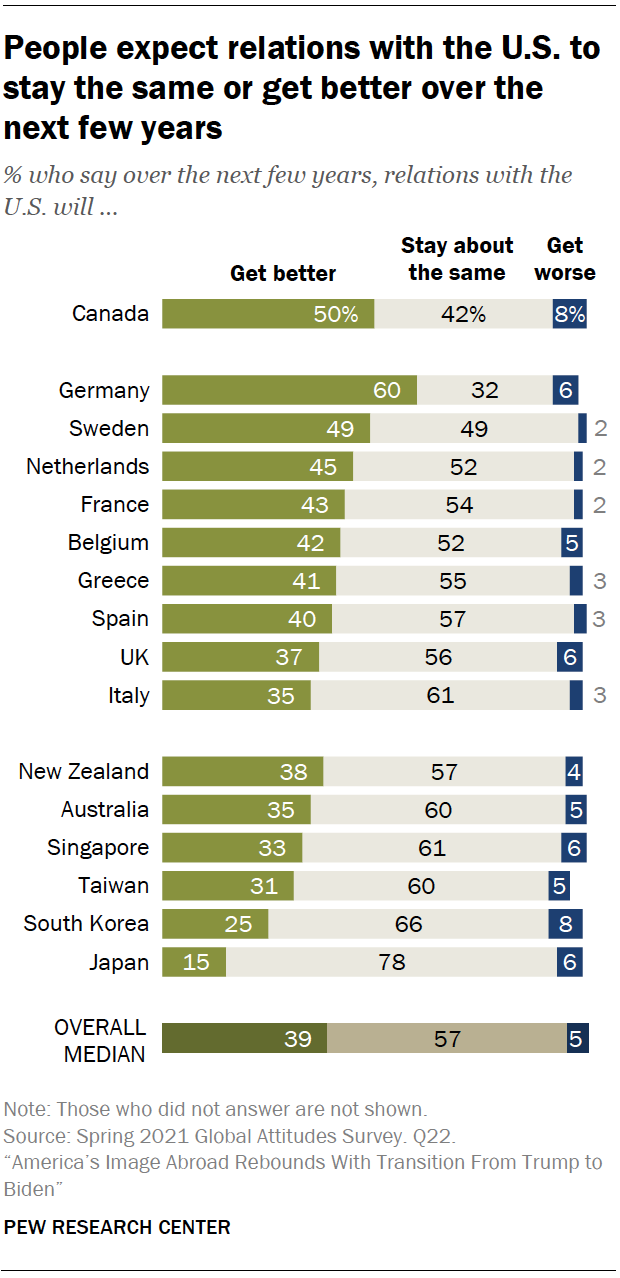 People expect relations with the U.S. to
stay the same or get better over the
next few years
% who say over the next few years, relations with the
U.S. will ...
Get better Stay about the same Get worse
Canada 50% 42% 8%
Germany 60 32 6
Sweden 49 49 2
Netherlands 45 52 2
France 43 54 2
Belgium 42 52 5
Greece 41 55 3
Spain 40 57 3
UK 37 56 6
Italy 35 61 3
New Zealand 38 57 4
Australia 35 60 5
Singapore 33 61 6
Taiwan 31 60 5
South Korea 25 66 8
Japan 15 78 6
OVERALL MEDIAN 39 57 5
Note: Those who did not answer are not shown.
Source: Spring 2021 Global Attitudes Survey. Q22.
“America’s Image Abroad Rebounds With Transition From Trump to
Biden”
PEW RESEARCH CENTER